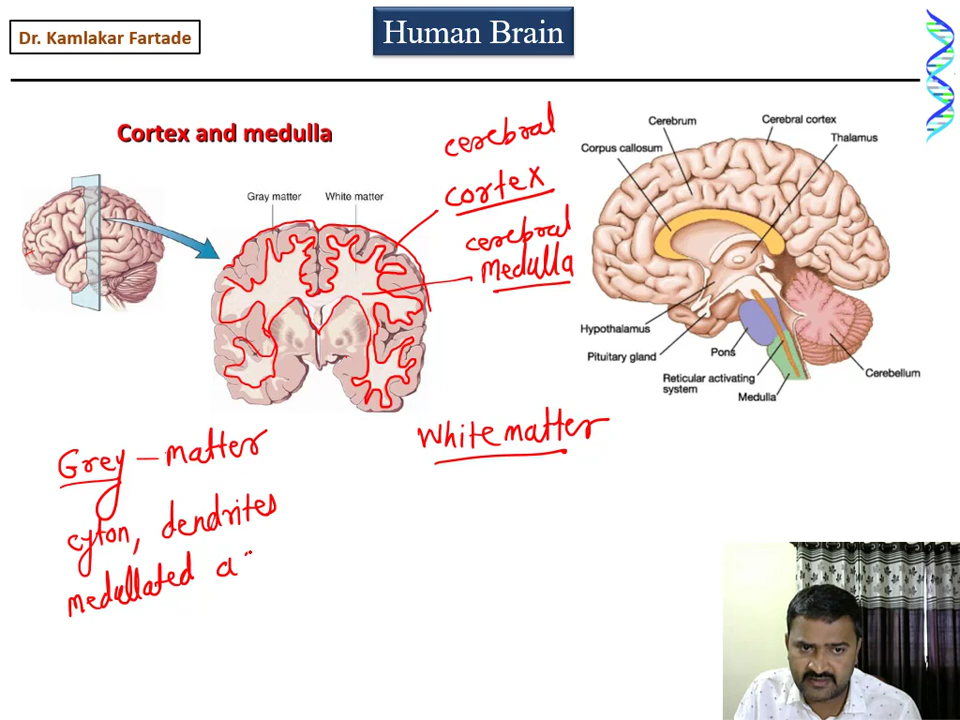 Dr. Kamlakar Fartade
Human Brain
Cortex and medulla
Gray matter
White matter
cerebral
cortex
cerebral
medulla
Cerebrum
Cerebral cortex
Corpus callosum
Thalamus
Hypothalamus
Pituitary gland
Pons
Reticular activating
system
Medulla
Cerebellum
Grey – matter
cyton, dendrites
medullated a
White matter